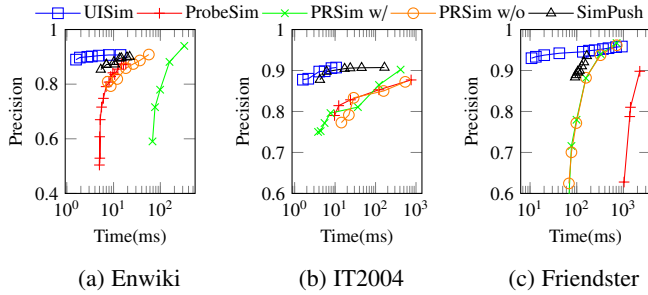 UISim ProbeSim PRSim w/ PRSim w/o SimPush
1
0.8
0.6
0.4
Precision
10^0 10^1 10^2
Time(ms)
(a) Enwiki
1
0.9
0.8
0.7
0.6
Precision
10^1 10^2 10^3
Time(ms)
(b) IT2004
1
0.9
0.8
0.7
0.6
Precision
10^1 10^2 10^3
Time(ms)
(c) Friendster